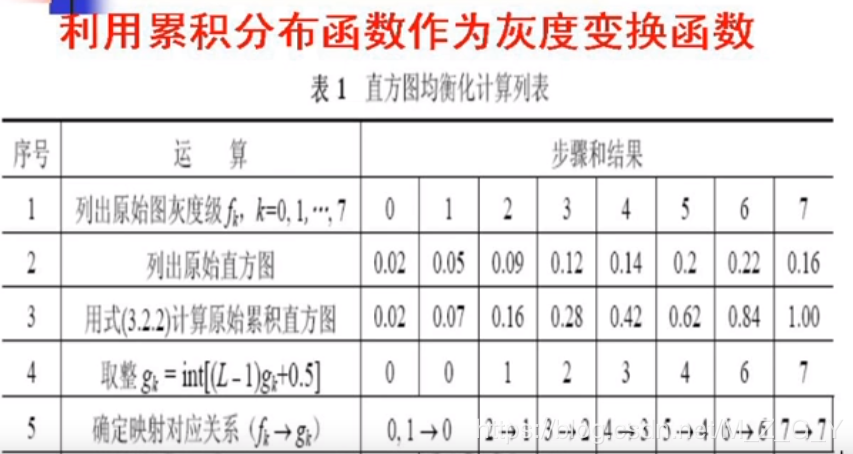 利用累积分布函数作为灰度变换函数
表 1 直方图均衡化计算列表
序号 运 算 步骤和结果
1 列出原始图灰度级 fk, k=0, 1, …, 7 0 1 2 3 4 5 6 7
2 列出原始直方图 0.02 0.05 0.09 0.12 0.14 0.2 0.22 0.16
3 用式(3.2.2)计算原始累积直方图 0.02 0.07 0.16 0.28 0.42 0.62 0.84 1.00
4 取整 gk = int[(L－1)gk+0.5] 0 0 1 2 3 4 6 7
5 确定映射对应关系 (fk→gk) 0, 1→0 2→1 3→2 4→3 5→4 6→6 7→7